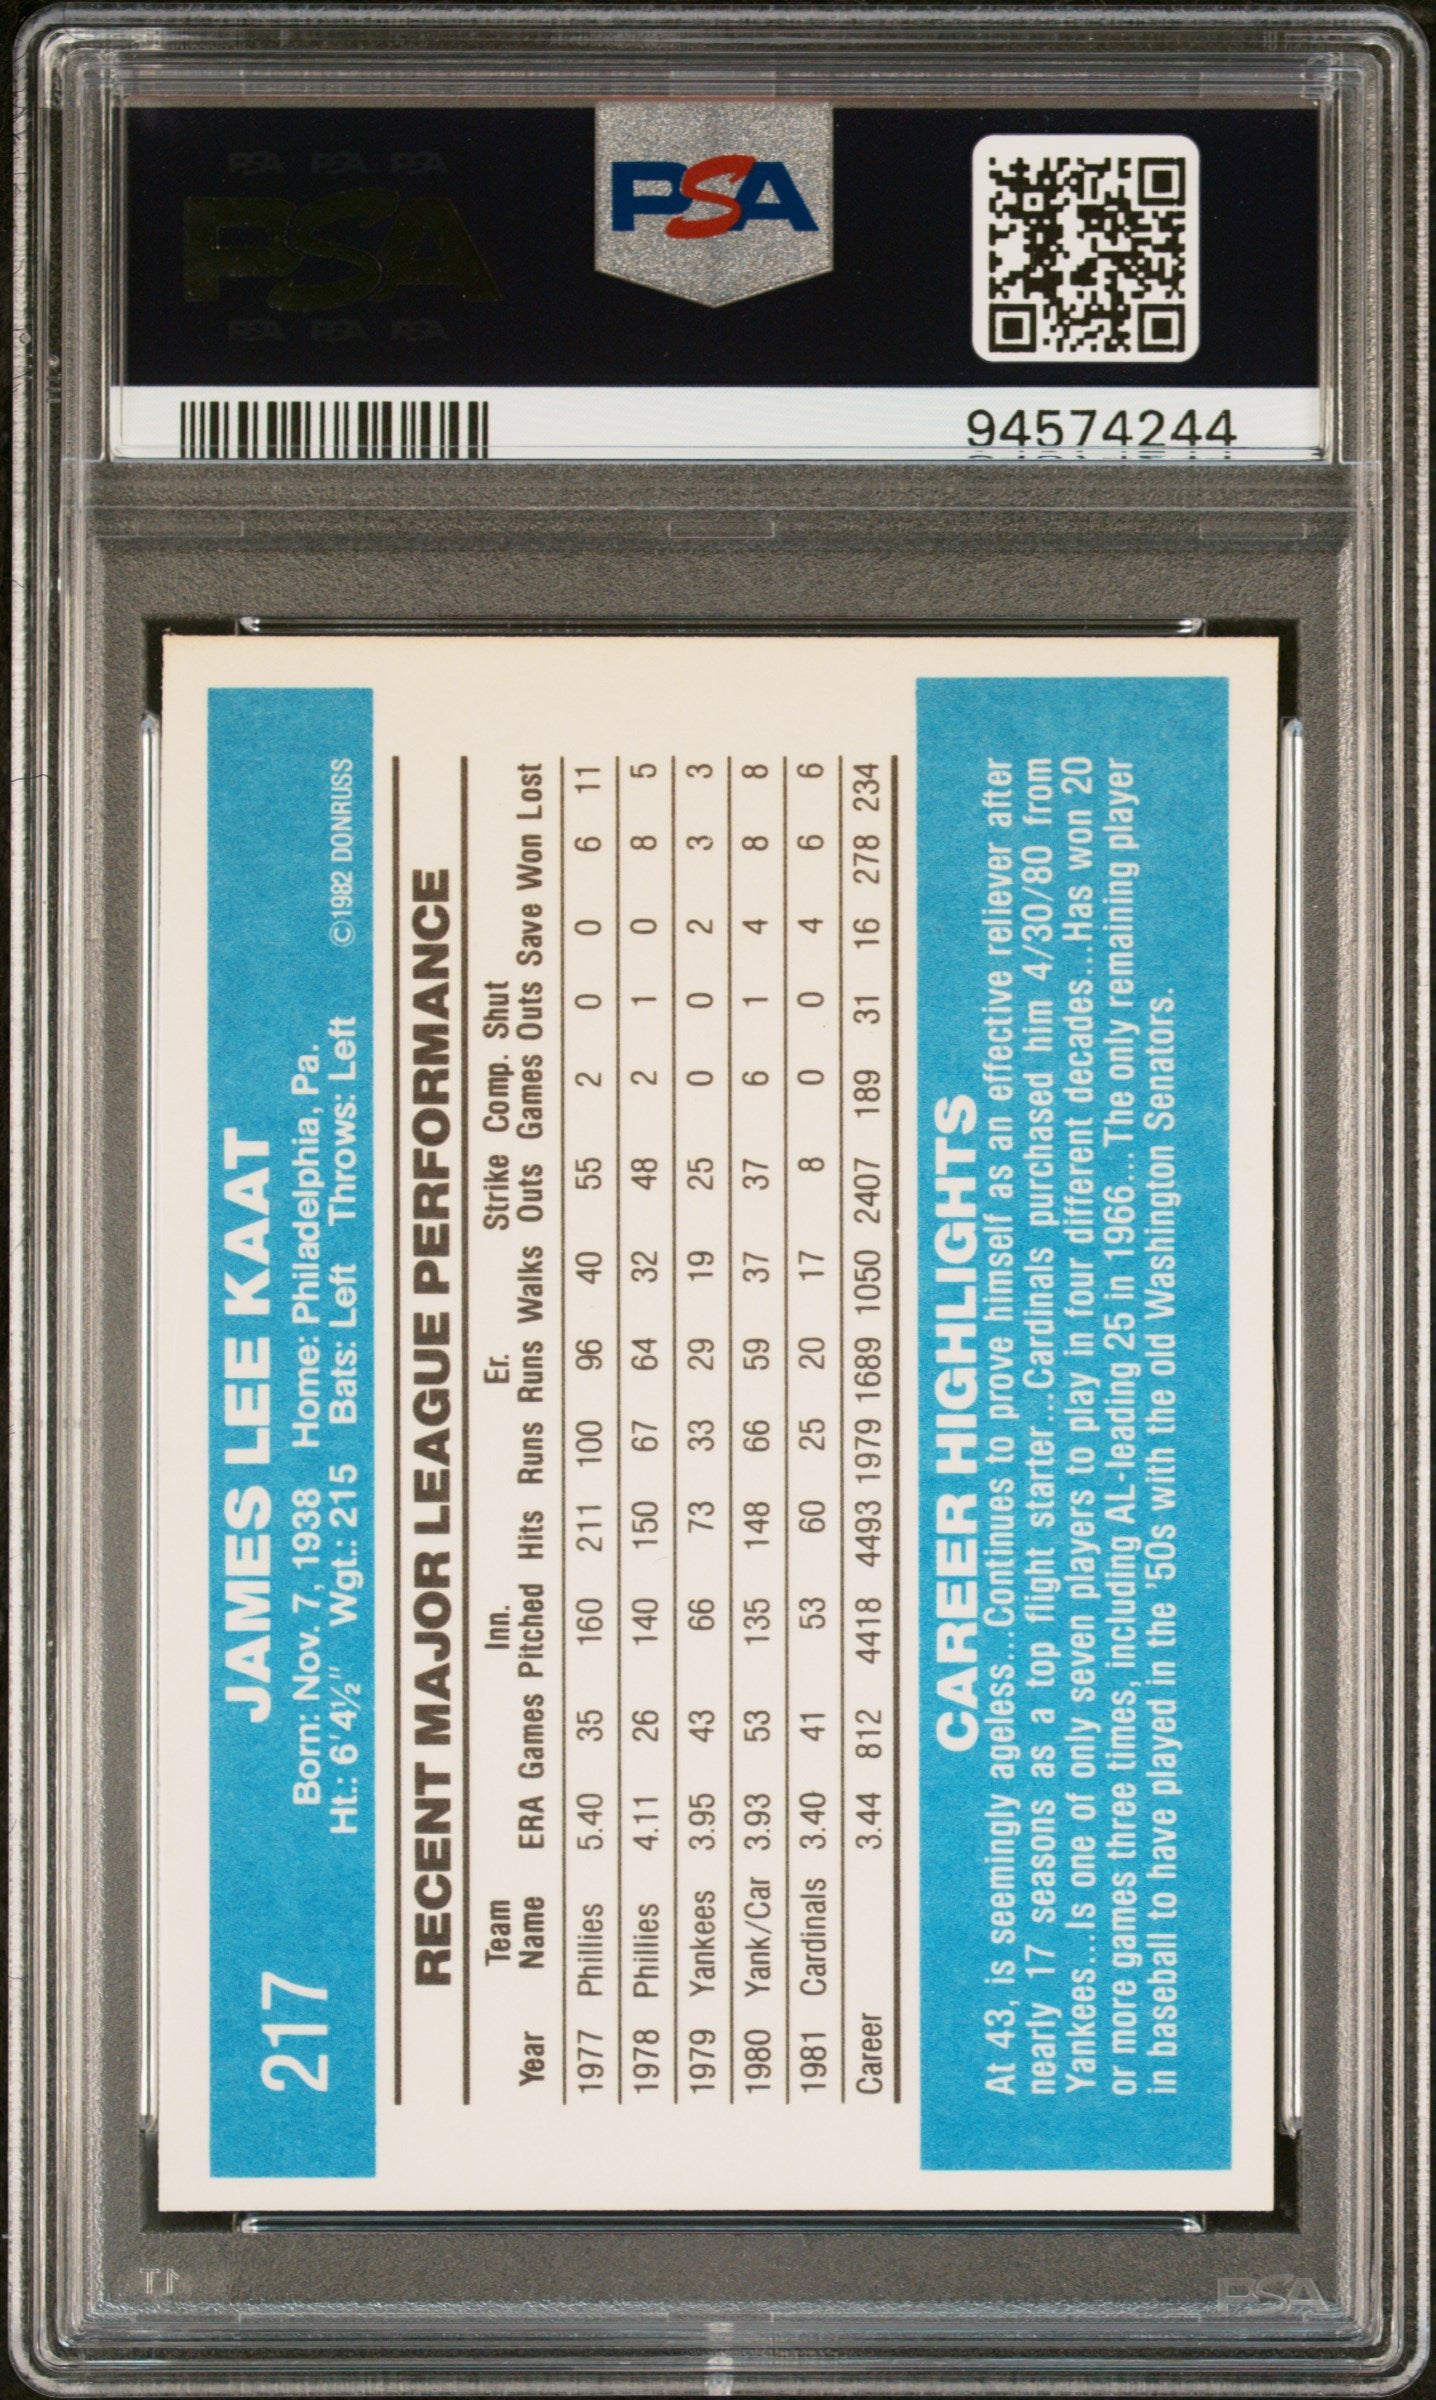 PSA PSA PSA
PSA
PSA PSA PSA
PSA
94574244
217
JAMES LEE KAAT
Born: Nov. 7, 1938 Home: Philadelphia, Pa.
Ht.: 6'4½" Wgt.: 215 Bats: Left Throws: Left ©1982 DONRUSS
RECENT MAJOR LEAGUE PERFORMANCE
Team Inn. Er. Strike Comp. Shut
Year Name ERA Games Pitched Hits Runs Runs Walks Outs Games Outs Save Won Lost
1977 Phillies 5.40 35 160 211 100 96 40 55 2 0 0 6 11
1978 Phillies 4.11 26 140 150 67 64 32 48 2 1 0 8 5
1979 Yankees 3.95 43 66 73 33 29 19 25 0 0 2 3 3
1980 Yank/Car 3.93 53 135 148 66 59 37 37 6 1 4 8 8
1981 Cardinals 3.40 41 53 60 25 20 17 8 0 0 4 6 6
Career 3.44 812 4418 4493 1979 1689 1050 2407 189 31 16 278 234
CAREER HIGHLIGHTS
At 43, is seemingly ageless...Continues to prove himself as an effective reliever after
nearly 17 seasons as a top flight starter...Cardinals purchased him 4/30/80 from
Yankees...Is one of only seven players to play in four different decades...Has won 20
or more games three times, including AL-leading 25 in 1966...The only remaining player
in baseball to have played in the '50s with the old Washington Senators.
PSA